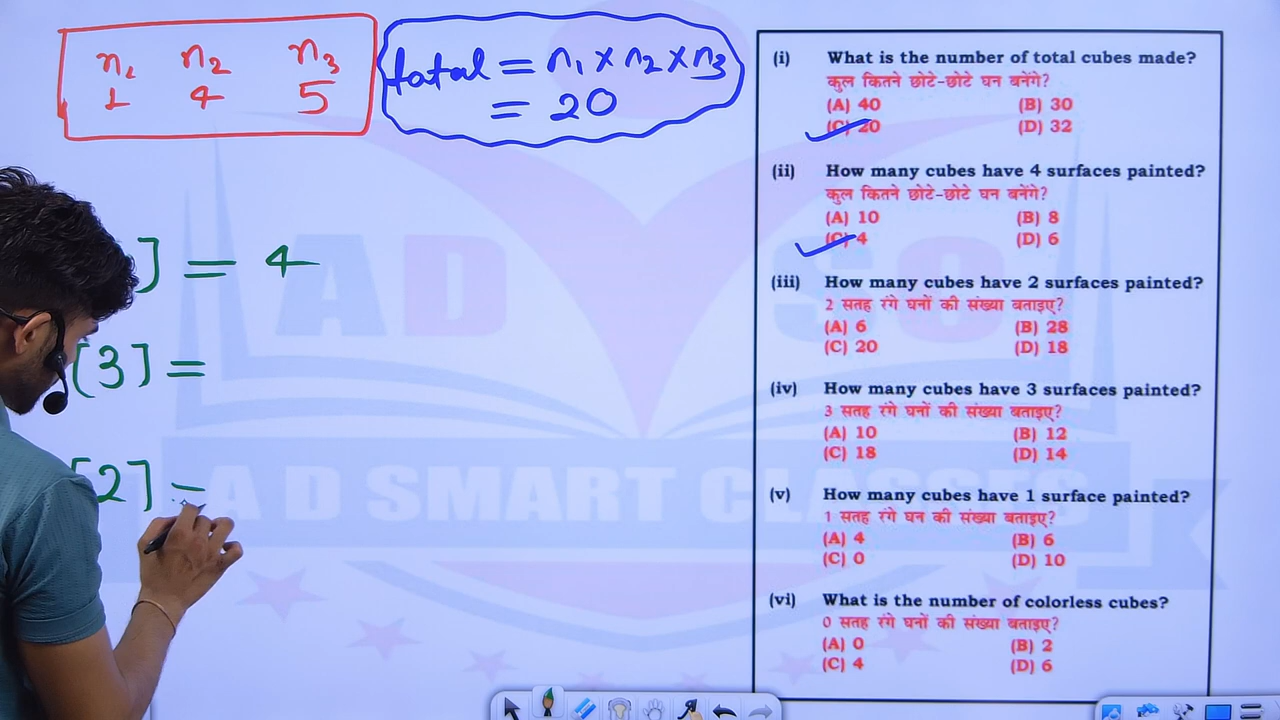 n1 n2 n3
1 4 5
total = n1 × n2 × n3
= 20
] = 4
[3] =
[2] =
(i) What is the number of total cubes made?
कुल कितने छोटे-छोटे घन बनेंगे?
(A) 40 (B) 30
(C) 20 (D) 32
(ii) How many cubes have 4 surfaces painted?
कुल कितने छोटे-छोटे घन बनेंगे?
(A) 10 (B) 8
(C) 4 (D) 6
(iii) How many cubes have 2 surfaces painted?
2 सतह रंगे घनों की संख्या बताइए?
(A) 6 (B) 28
(C) 20 (D) 18
(iv) How many cubes have 3 surfaces painted?
3 सतह रंगे घनों की संख्या बताइए?
(A) 10 (B) 12
(C) 18 (D) 14
(v) How many cubes have 1 surface painted?
1 सतह रंगे घन की संख्या बताइए?
(A) 4 (B) 6
(C) 0 (D) 10
(vi) What is the number of colorless cubes?
0 सतह रंगे घनों की संख्या बताइए?
(A) 0 (B) 2
(C) 4 (D) 6
A D SMART CLASSES